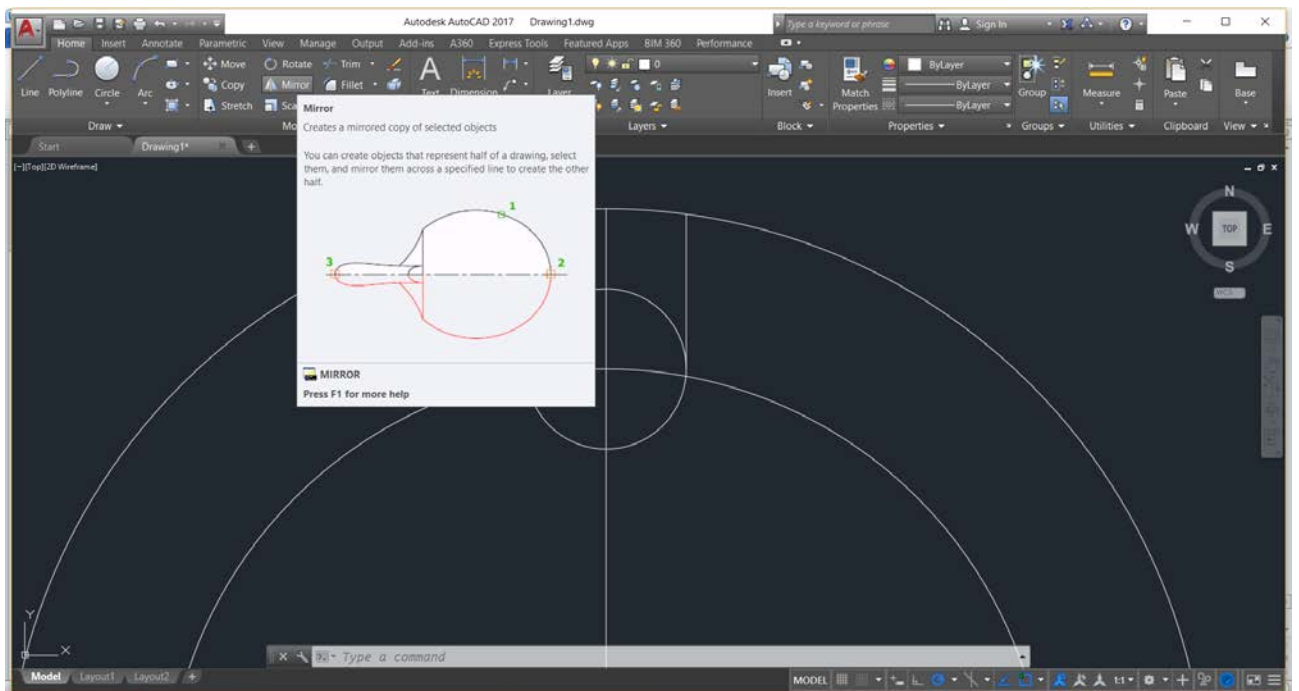 A
Autodesk AutoCAD 2017 Drawing1.dwg
Type a keyword or phrase
Sign In
Home Insert Annotate Parametric View Manage Output Add-ins A360 Express Tools Featured Apps BIM 360 Performance
Move Rotate Trim
Copy Mirror Fillet
Stretch
Line Polyline Circle Arc
Text Dimension
Layer
0
Insert
Match
Properties
ByLayer
ByLayer
ByLayer
Group
Measure
Paste
Base
Draw
Layers
Block
Properties
Groups
Utilities
Clipboard
View
Start Drawing1*
[-][Top][2D Wireframe]
Mirror
Creates a mirrored copy of selected objects
You can create objects that represent half of a drawing, select
them, and mirror them across a specified line to create the other
half.
1
3
2
MIRROR
Press F1 for more help
N
W TOP E
S
WCS
Y
X
Type a command
Model Layout1 Layout2 +
MODEL
1:1